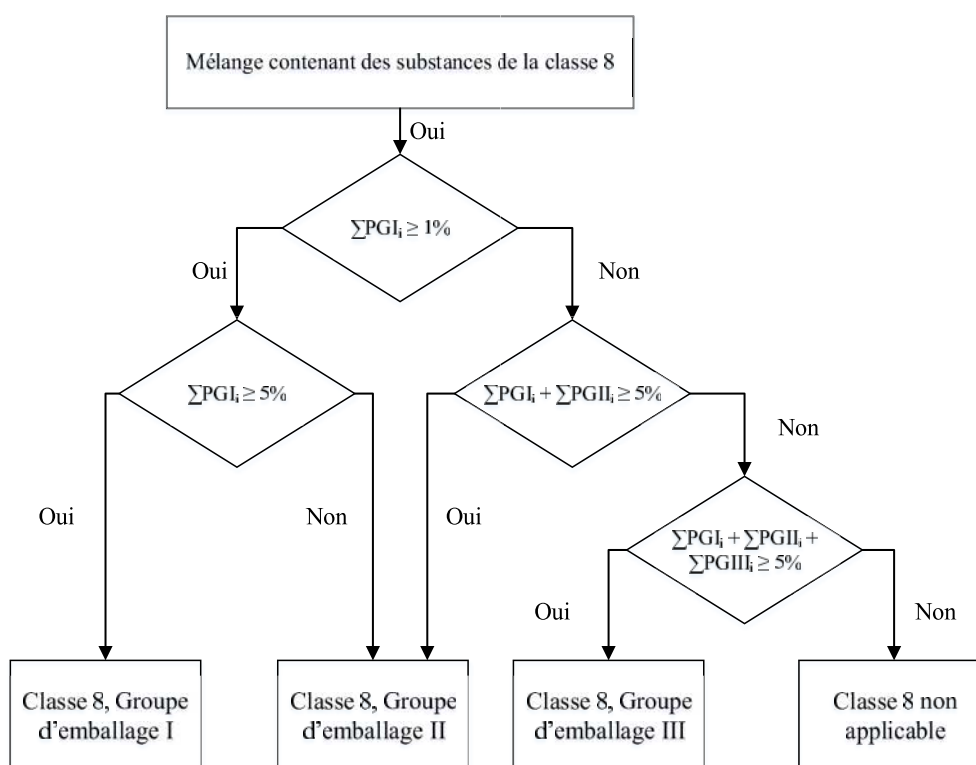 Mélange contenant des substances de la classe 8
Oui
∑PGIᵢ ≥ 1%
Oui
Non
∑PGIᵢ ≥ 5%
∑PGIᵢ + ∑PGIIᵢ ≥ 5%
Non
Oui
Non
Oui
∑PGIᵢ + ∑PGIIᵢ +
∑PGIIIᵢ ≥ 5%
Oui
Non
Classe 8, Groupe
d’emballage I
Classe 8, Groupe
d’emballage II
Classe 8, Groupe
d’emballage III
Classe 8 non
applicable